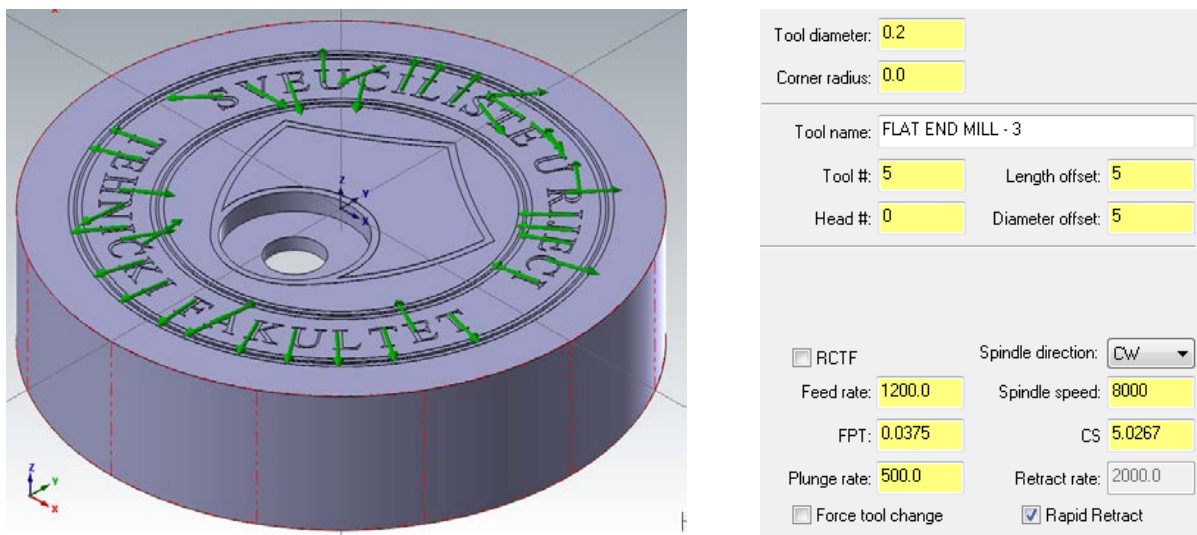 SVEUCILISTE U RIJECI
TEHNICKI FAKULTET
Z
Y
X
Z
Y
X
Tool diameter: 0.2
Corner radius: 0.0
Tool name: FLAT END MILL - 3
Tool #: 5 Length offset: 5
Head #: 0 Diameter offset: 5
RCTF Spindle direction: CW
Feed rate: 1200.0 Spindle speed: 8000
FPT: 0.0375 CS 5.0267
Plunge rate: 500.0 Retract rate: 2000.0
Force tool change Rapid Retract